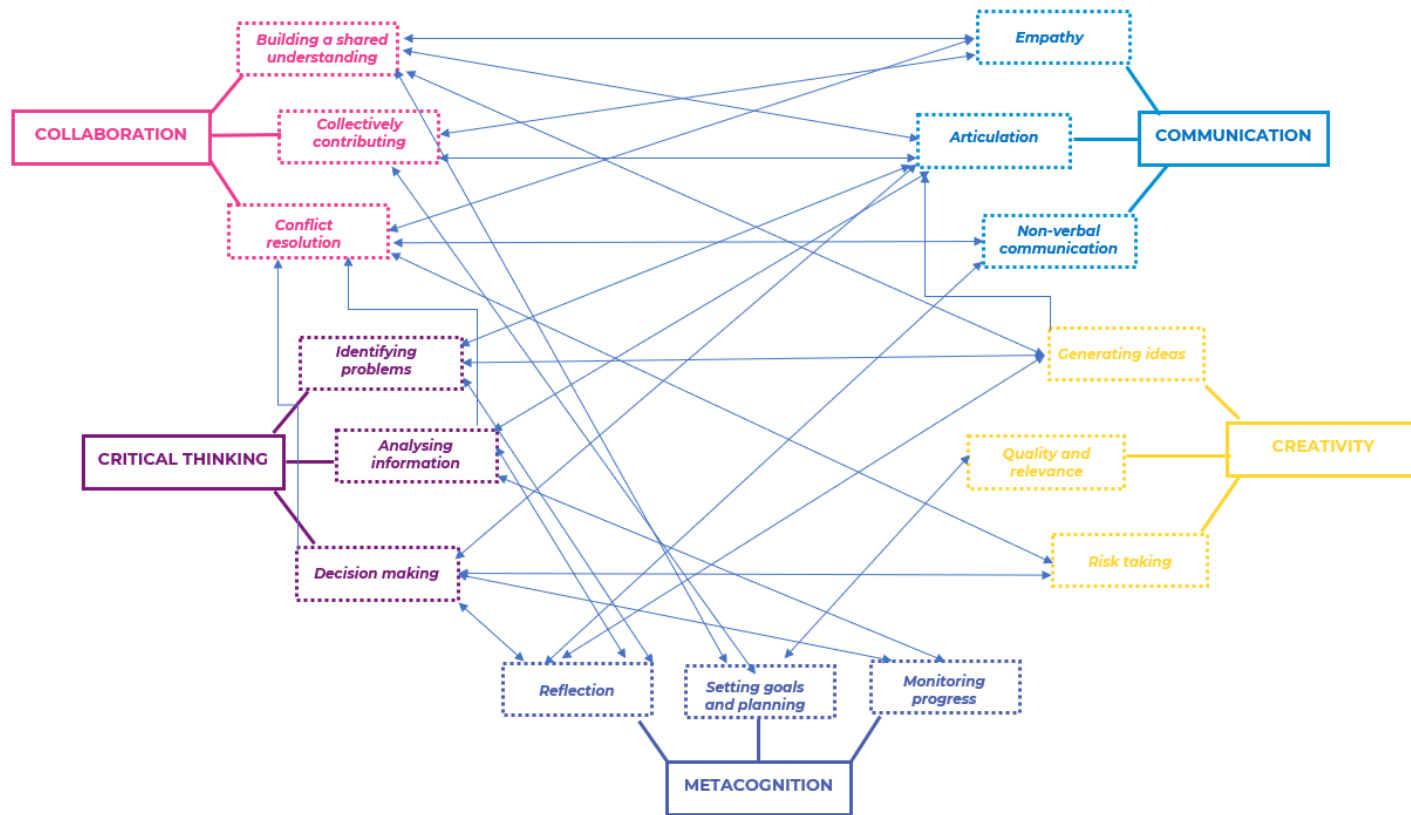 Building a shared
understanding
Empathy
COLLABORATION
Collectively
contributing
Articulation
COMMUNICATION
Conflict
resolution
Non-verbal
communication
Identifying
problems
Generating ideas
CRITICAL THINKING
Analysing
information
Quality and
relevance
CREATIVITY
Decision making
Risk taking
Reflection
Setting goals
and planning
Monitoring
progress
METACOGNITION